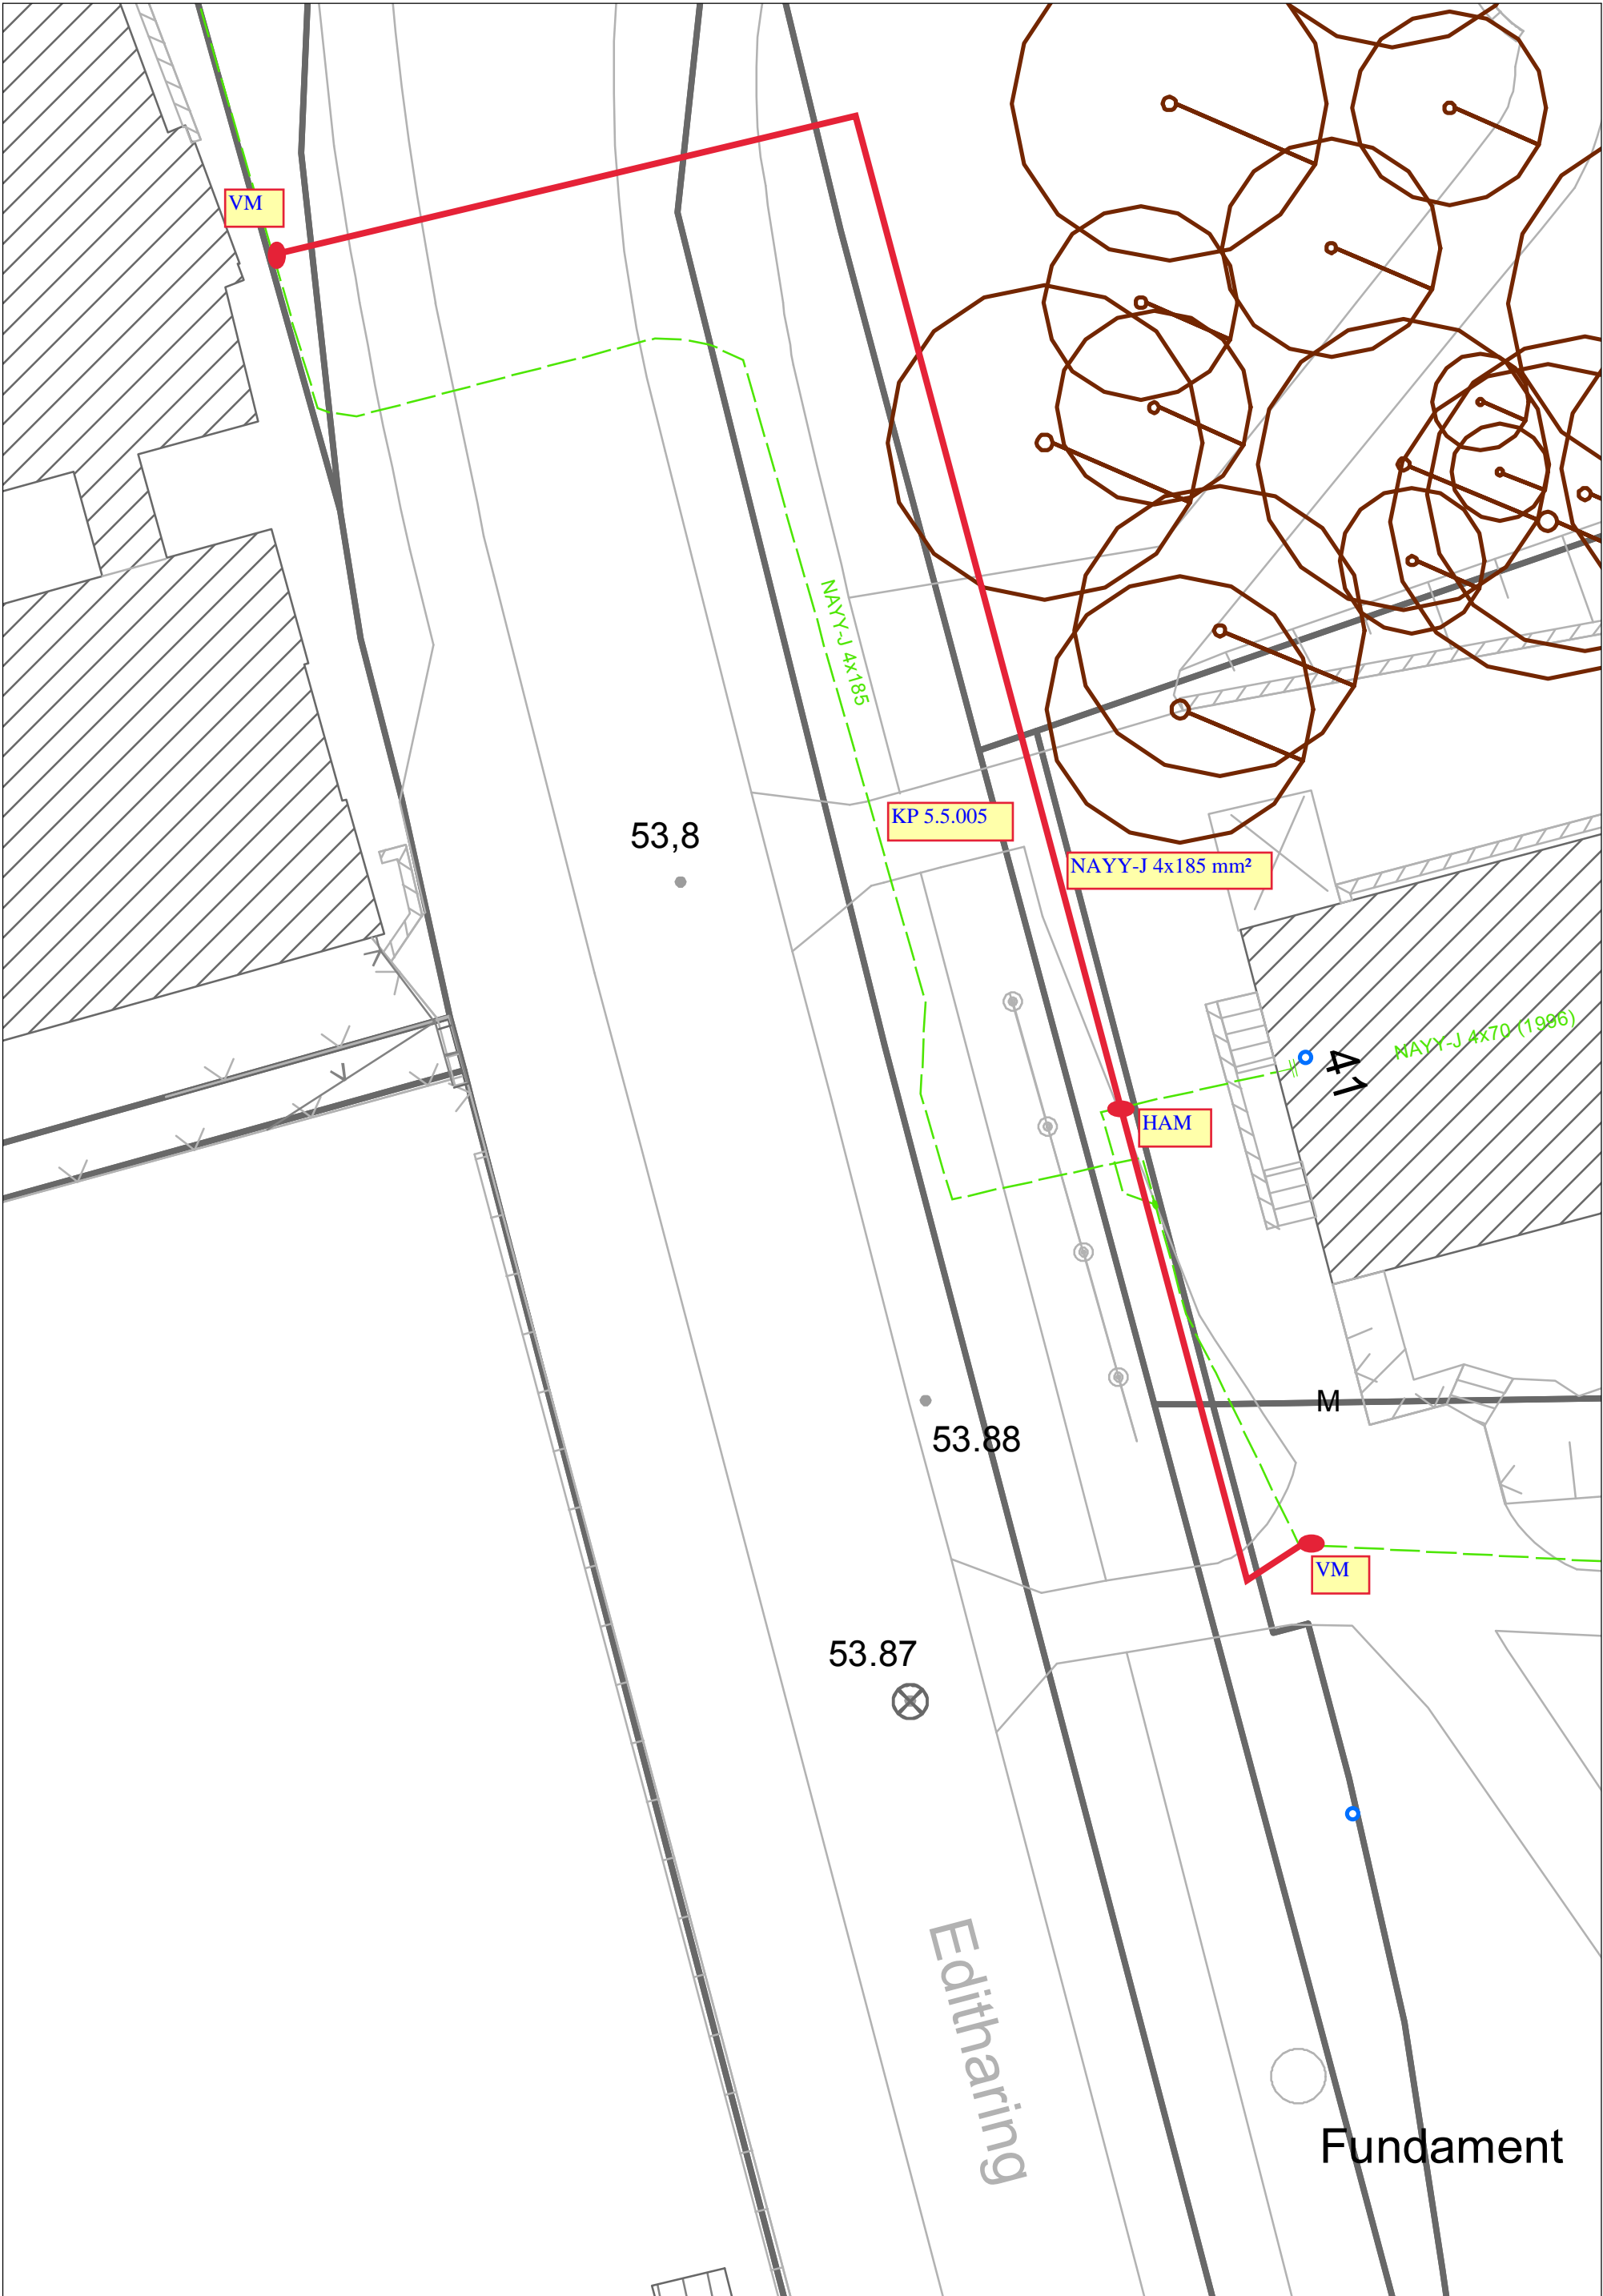 VM
NAYY-J 4x185
KP 5.5.005
53,8
NAYY-J 4x185 mm²
NAYY-J 4x70 (1996)
41
HAM
M
53.88
VM
53.87
Editharing
Fundament